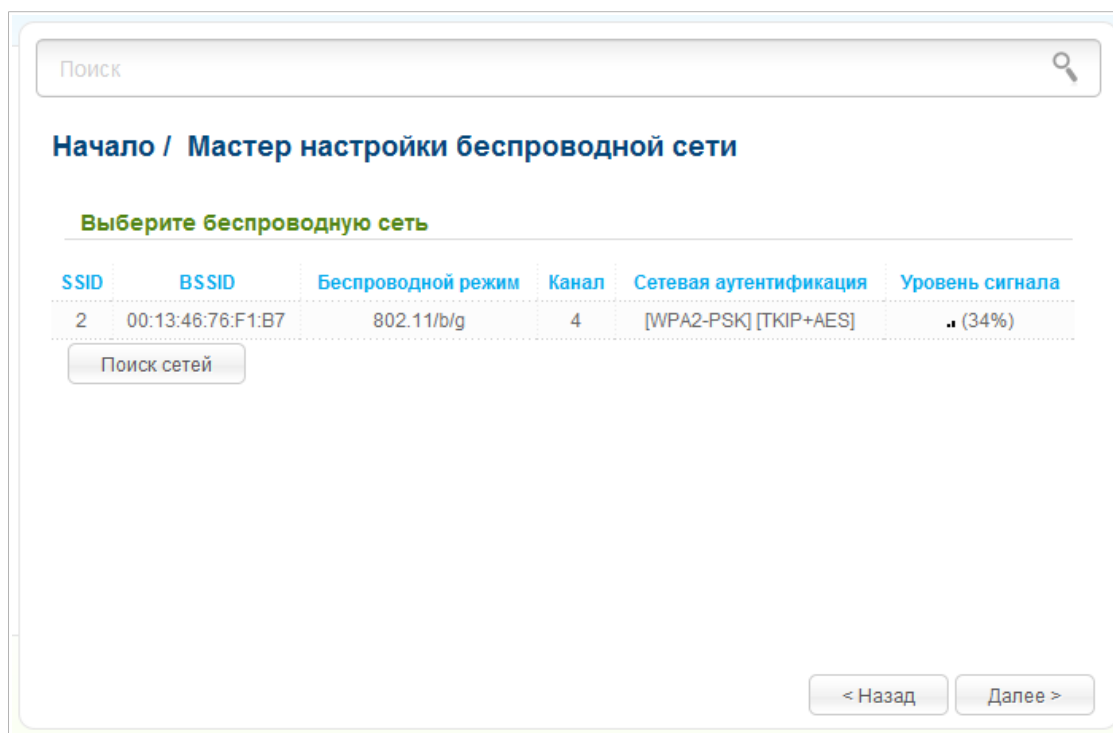 Поиск
Начало / Мастер настройки беспроводной сети
Выберите беспроводную сеть
SSID BSSID Беспроводной режим Канал Сетевая аутентификация Уровень сигнала
2 00:13:46:76:F1:B7 802.11/b/g 4 [WPA2-PSK] [TKIP+AES] (34%)
Поиск сетей
< Назад Далее >